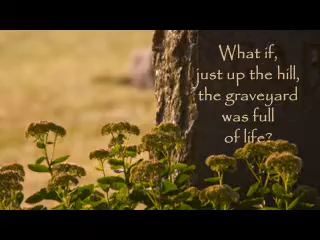 What if,
just up the hill,
the graveyard
was full
of life?